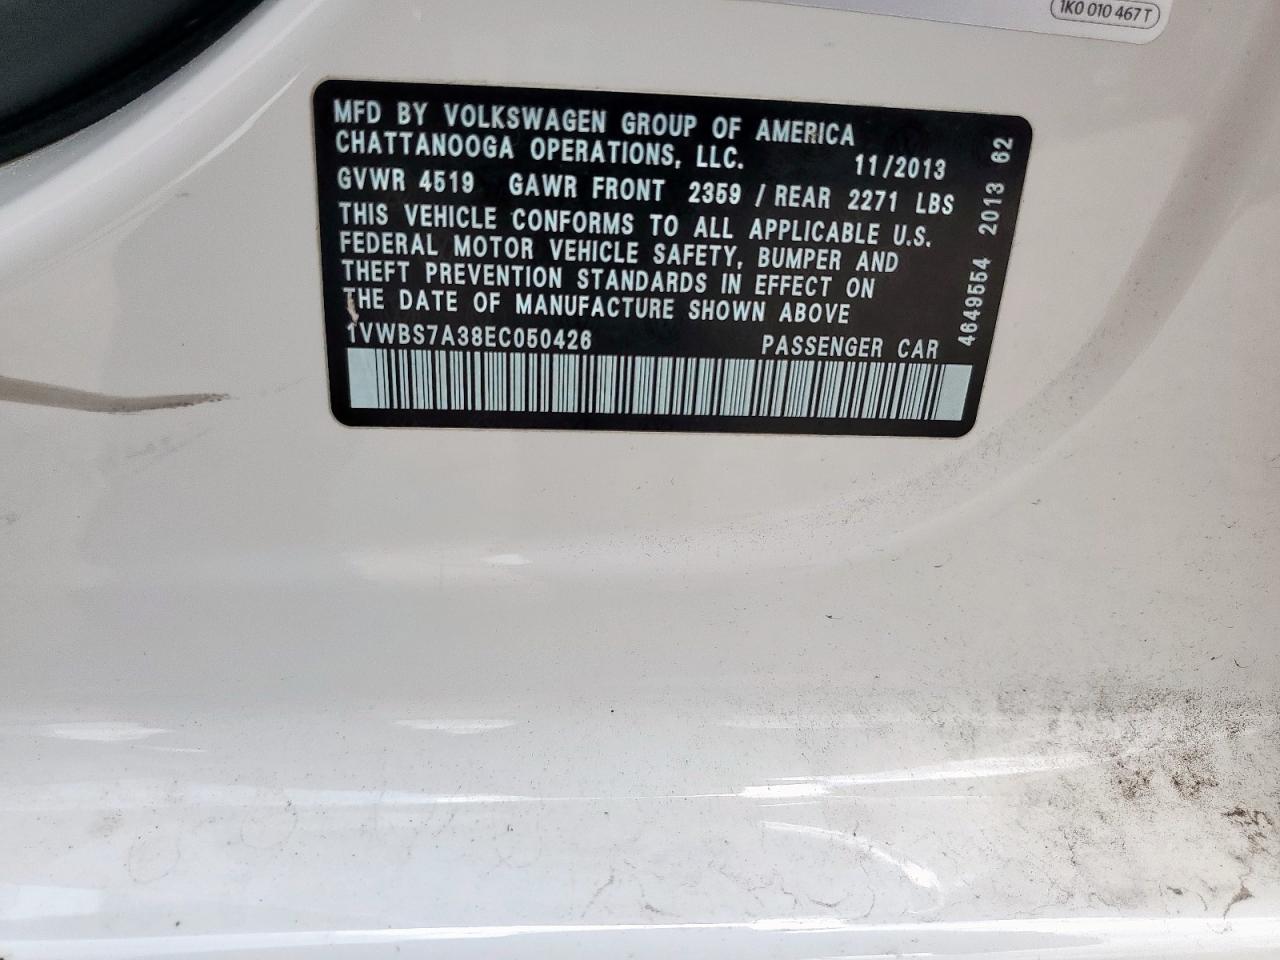 1K0 010 467 T
MFD BY VOLKSWAGEN GROUP OF AMERICA
CHATTANOOGA OPERATIONS, LLC. 11/2013
GVWR 4519 GAWR FRONT 2359 / REAR 2271 LBS
THIS VEHICLE CONFORMS TO ALL APPLICABLE U.S.
FEDERAL MOTOR VEHICLE SAFETY, BUMPER AND
THEFT PREVENTION STANDARDS IN EFFECT ON
THE DATE OF MANUFACTURE SHOWN ABOVE
1VWBS7A38EC050426 PASSENGER CAR
4649554 2013 62